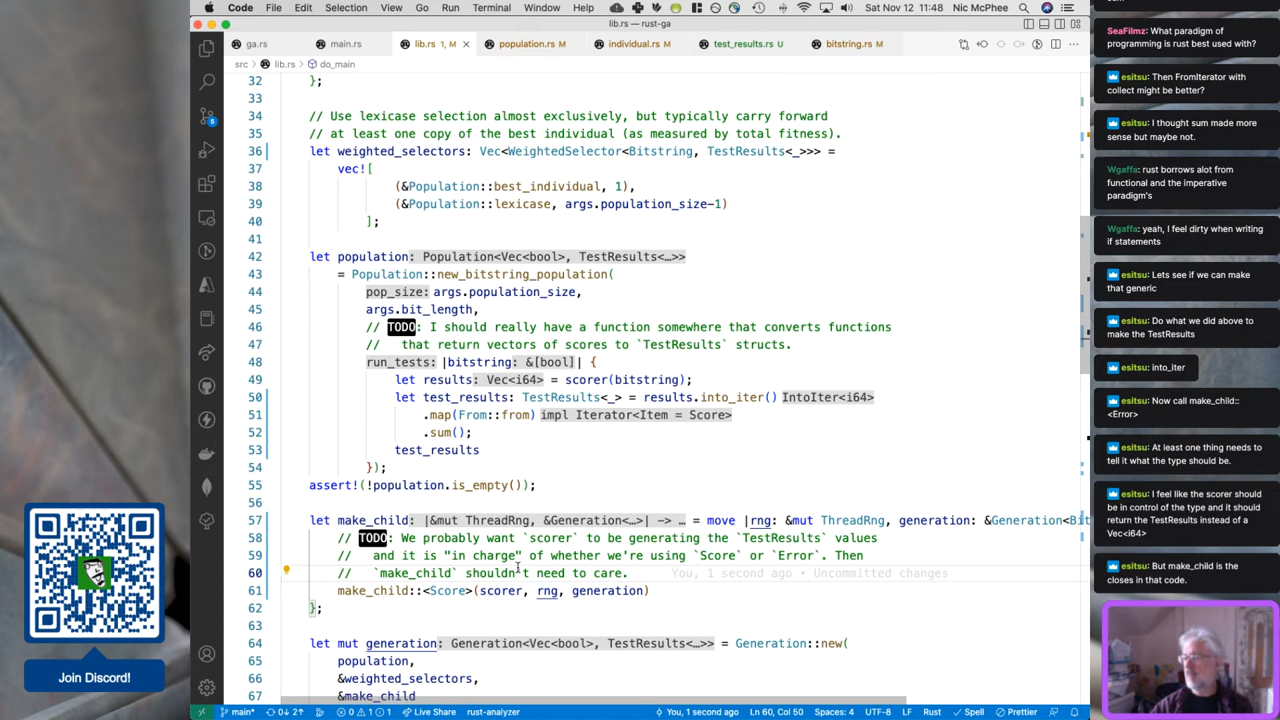 Code File Edit Selection View Go Run Terminal Window Help Sat Nov 12 11:48 Nic McPhee
lib.rs — rust-ga
ga.rs main.rs lib.rs 1, M population.rs M individual.rs M test_results.rs U bitstring.rs M
src > lib.rs > do_main
32 };
33
34 // Use lexicase selection almost exclusively, but typically carry forward
35 // at least one copy of the best individual (as measured by total fitness).
36 let weighted_selectors: Vec<WeightedSelector<Bitstring, TestResults<_>>> =
37 vec![
38 (&Population::best_individual, 1),
39 (&Population::lexicase, args.population_size-1)
40 ];
41
42 let population: Population<Vec<bool>, TestResults<…>>
43 = Population::new_bitstring_population(
44 pop_size: args.population_size,
45 args.bit_length,
46 // TODO: I should really have a function somewhere that converts functions
47 // that return vectors of scores to `TestResults` structs.
48 run_tests: |bitstring: &[bool]| {
49 let results: Vec<i64> = scorer(bitstring);
50 let test_results: TestResults<_> = results.into_iter() IntoIter<i64>
51 .map(From::from) impl Iterator<Item = Score>
52 .sum();
53 test_results
54 });
55 assert!(!population.is_empty());
56
57 let make_child: |&mut ThreadRng, &Generation<…>| -> … = move |rng: &mut ThreadRng, generation: &Generation<Bit
58 // TODO: We probably want `scorer` to be generating the `TestResults` values
59 // and it is "in charge" of whether we're using `Score` or `Error`. Then
60 // `make_child` shouldn't need to care. You, 1 second ago • Uncommitted changes
61 make_child::<Score>(scorer, rng, generation)
62 };
63
64 let mut generation: Generation<Vec<bool>, TestResults<…>> = Generation::new(
65 population,
66 &weighted_selectors,
67 &make_child
main* 0↓ 2↑ 0 1 1 Live Share rust-analyzer You, 1 second ago Ln 60, Col 50 Spaces: 4 UTF-8 LF Rust Spell Prettier
5
Join Discord!
SeaFilmz: What paradigm of
programming is rust best used with?
esitsu: Then FromIterator with
collect might be better?
esitsu: I thought sum made more
sense but maybe not.
Wgaffa: rust borrows alot from
functional and the imperative
paradigm's
Wgaffa: yeah, I feel dirty when writing
if statements
esitsu: Lets see if we can make
that generic
esitsu: Do what we did above to
make the TestResults
esitsu: into_iter
esitsu: Now call make_child::
<Error>
esitsu: At least one thing needs to
tell it what the type should be.
esitsu: I feel like the scorer should
be in control of the type and it should
return the TestResults instead of a
Vec<i64>
esitsu: But make_child is the
closes in that code.